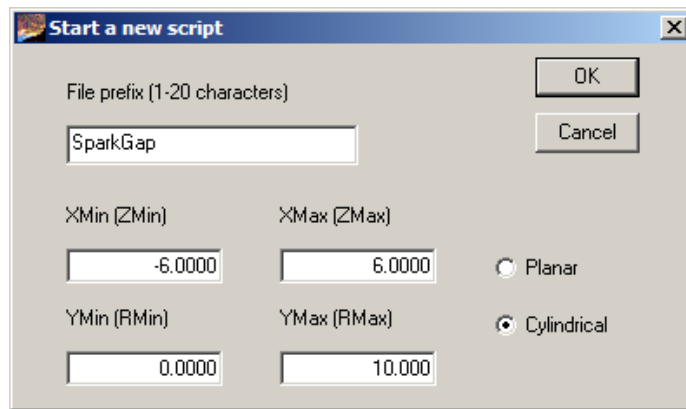 Start a new script
File prefix (1-20 characters)
OK
SparkGap
Cancel
XMin (ZMin) XMax (ZMax)
-6.0000 6.0000 Planar
YMin (RMin) YMax (RMax) Cylindrical
0.0000 10.000